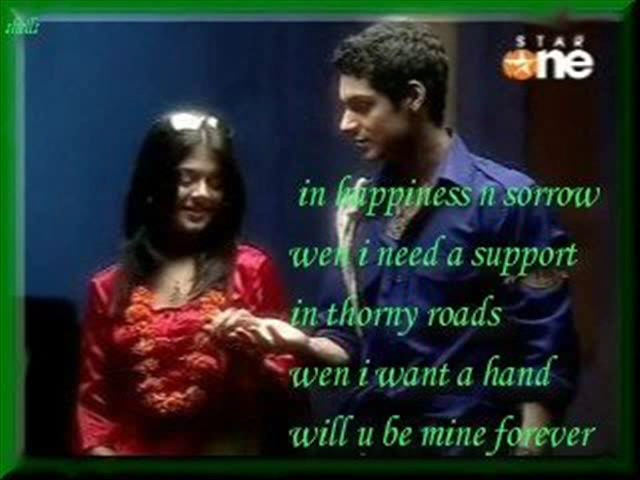 STAR
one
in happiness n sorrow
wen i need a support
in thorny roads
wen i want a hand
will u be mine forever